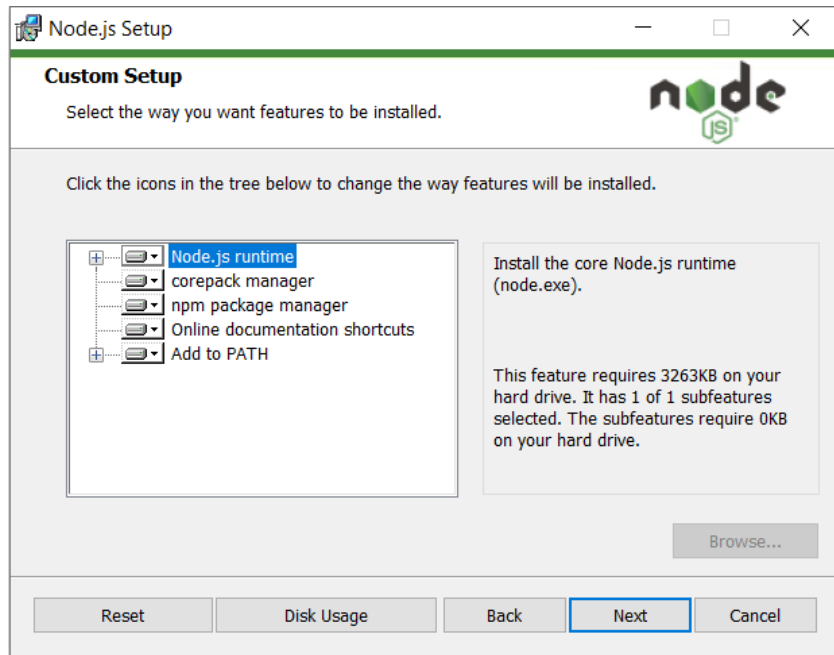 Node.js Setup
Custom Setup
Select the way you want features to be installed.
node
JS
Click the icons in the tree below to change the way features will be installed.
Node.js runtime
corepack manager
npm package manager
Online documentation shortcuts
Add to PATH
Install the core Node.js runtime
(node.exe).
This feature requires 3263KB on your
hard drive. It has 1 of 1 subfeatures
selected. The subfeatures require 0KB
on your hard drive.
Browse...
Reset
Disk Usage
Back
Next
Cancel